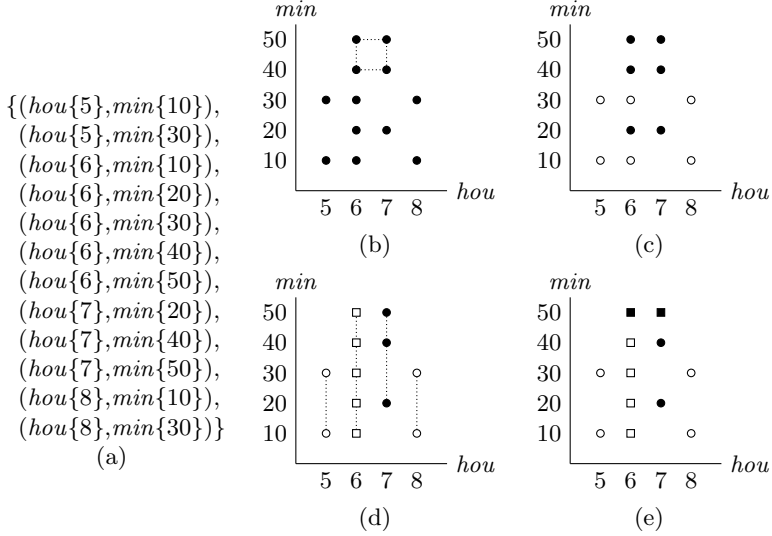 {(hou{5},min{10}),
(hou{5},min{30}),
(hou{6},min{10}),
(hou{6},min{20}),
(hou{6},min{30}),
(hou{6},min{40}),
(hou{6},min{50}),
(hou{7},min{20}),
(hou{7},min{40}),
(hou{7},min{50}),
(hou{8},min{10}),
(hou{8},min{30})}
(a)
min
50
40
30
20
10
hou
5 6 7 8
(b)
min
50
40
30
20
10
hou
5 6 7 8
(c)
min
50
40
30
20
10
hou
5 6 7 8
(d)
min
50
40
30
20
10
hou
5 6 7 8
(e)